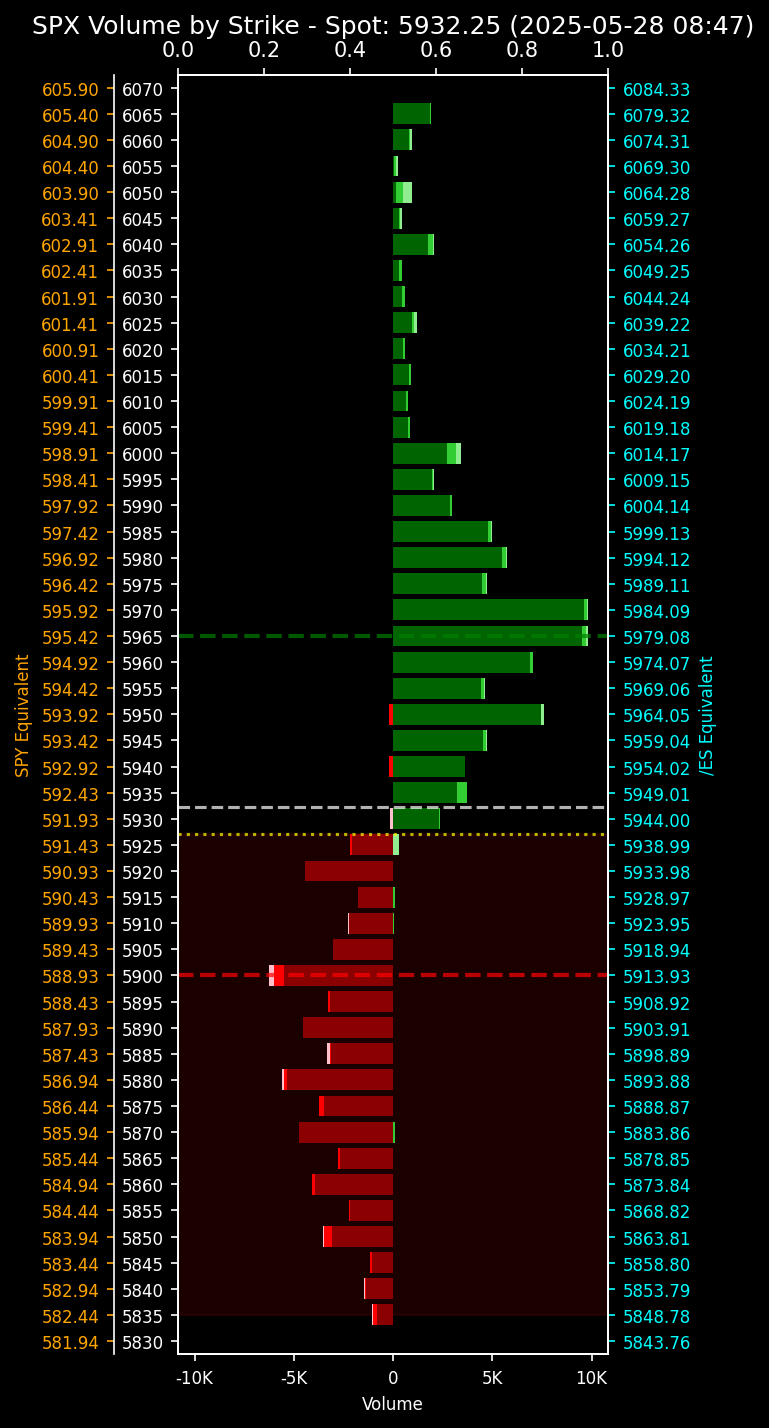 SPX Volume by Strike - Spot: 5932.25 (2025-05-28 08:47)
0.0 0.2 0.4 0.6 0.8 1.0
605.90 6070 6084.33
605.40 6065 6079.32
604.90 6060 6074.31
604.40 6055 6069.30
603.90 6050 6064.28
603.41 6045 6059.27
602.91 6040 6054.26
602.41 6035 6049.25
601.91 6030 6044.24
601.41 6025 6039.22
600.91 6020 6034.21
600.41 6015 6029.20
599.91 6010 6024.19
599.41 6005 6019.18
598.91 6000 6014.17
598.41 5995 6009.15
597.92 5990 6004.14
597.42 5985 5999.13
596.92 5980 5994.12
596.42 5975 5989.11
595.92 5970 5984.09
595.42 5965 5979.08
594.92 5960 5974.07
594.42 5955 5969.06
593.92 5950 5964.05
593.42 5945 5959.04
592.92 5940 5954.02
592.43 5935 5949.01
591.93 5930 5944.00
591.43 5925 5938.99
590.93 5920 5933.98
590.43 5915 5928.97
589.93 5910 5923.95
589.43 5905 5918.94
588.93 5900 5913.93
588.43 5895 5908.92
587.93 5890 5903.91
587.43 5885 5898.89
586.94 5880 5893.88
586.44 5875 5888.87
585.94 5870 5883.86
585.44 5865 5878.85
584.94 5860 5873.84
584.44 5855 5868.82
583.94 5850 5863.81
583.44 5845 5858.80
582.94 5840 5853.79
582.44 5835 5848.78
581.94 5830 5843.76
SPY Equivalent
/ES Equivalent
-10K -5K 0 5K 10K
Volume